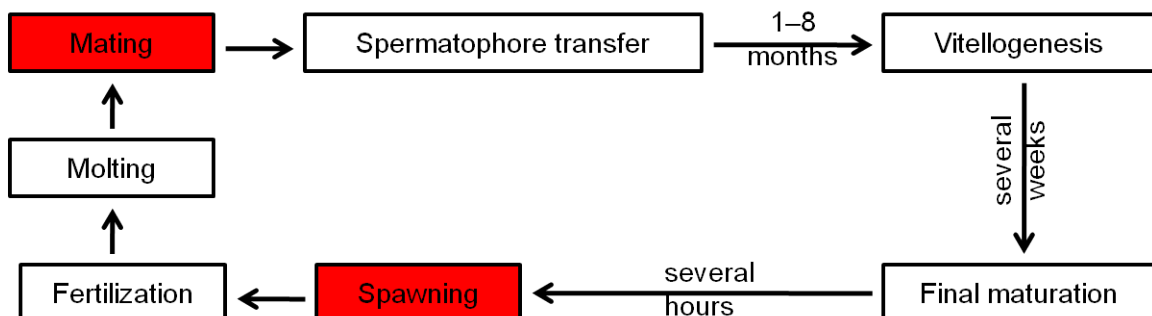 Mating
Spermatophore transfer
1–8
months
Vitellogenesis
several
weeks
Final maturation
several
hours
Spawning
Fertilization
Molting